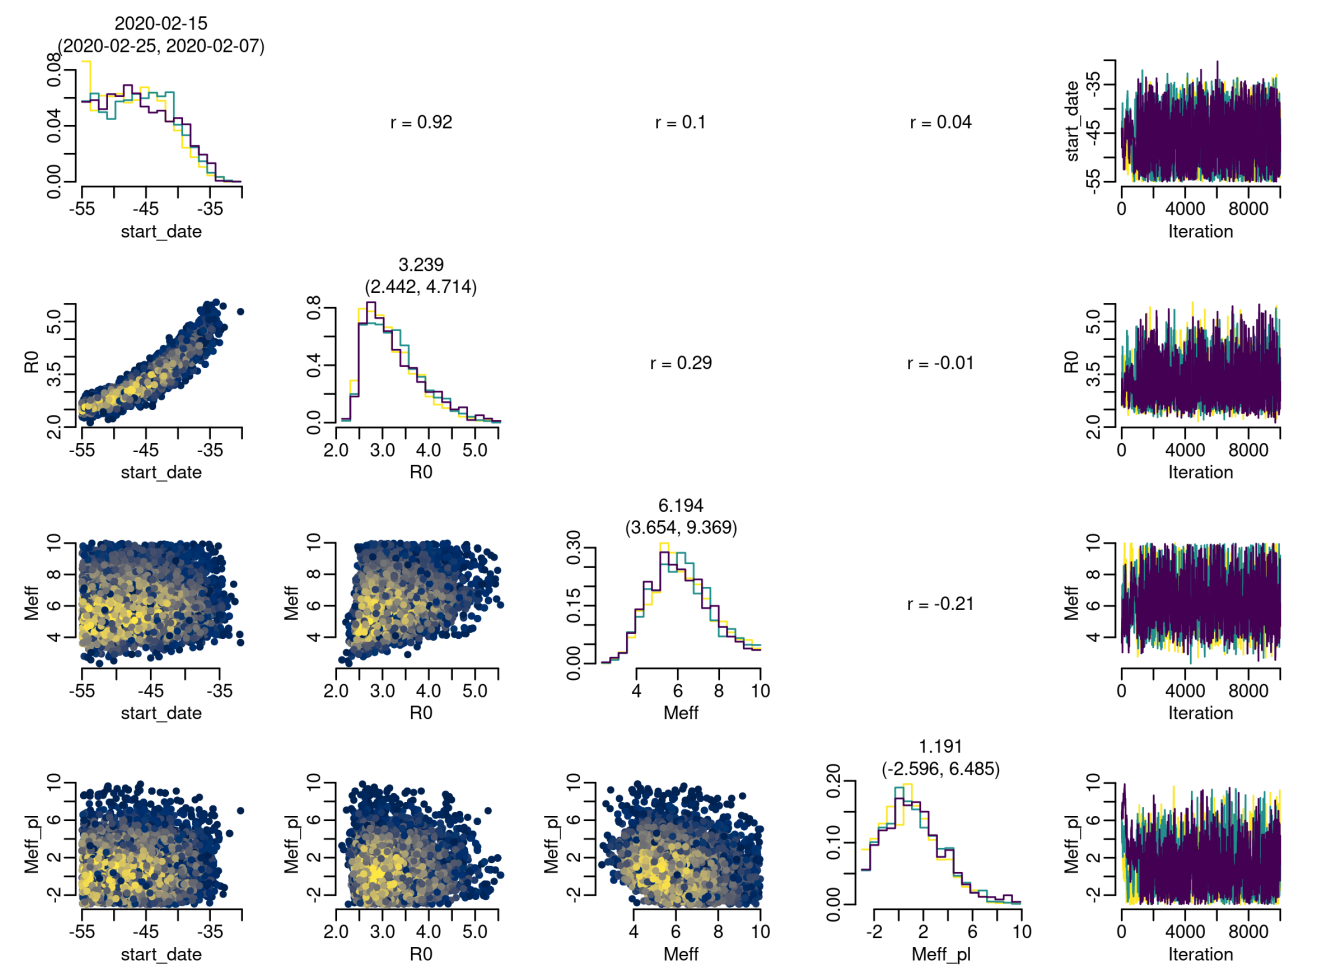 2020-02-15
(2020-02-25, 2020-02-07)
0.00 0.04 0.08
-55 -45 -35
start_date
r = 0.92
r = 0.1
r = 0.04
start_date
-55 -45 -35
0 4000 8000
Iteration
R0
2.0 3.5 5.0
-55 -45 -35
start_date
3.239
(2.442, 4.714)
0.0 0.4 0.8
2.0 3.0 4.0 5.0
R0
r = 0.29
r = -0.01
R0
2.0 3.5 5.0
0 4000 8000
Iteration
Meff
4 6 8 10
-55 -45 -35
start_date
Meff
4 6 8 10
2.0 3.0 4.0 5.0
R0
6.194
(3.654, 9.369)
0.00 0.15 0.30
4 6 8 10
Meff
r = -0.21
Meff
4 6 8 10
0 4000 8000
Iteration
Meff_pl
-2 2 6 10
-55 -45 -35
start_date
Meff_pl
-2 2 6 10
2.0 3.0 4.0 5.0
R0
Meff_pl
-2 2 6 10
4 6 8 10
Meff
1.191
(-2.596, 6.485)
0.00 0.10 0.20
-2 2 6 10
Meff_pl
Meff_pl
-2 2 6 10
0 4000 8000
Iteration